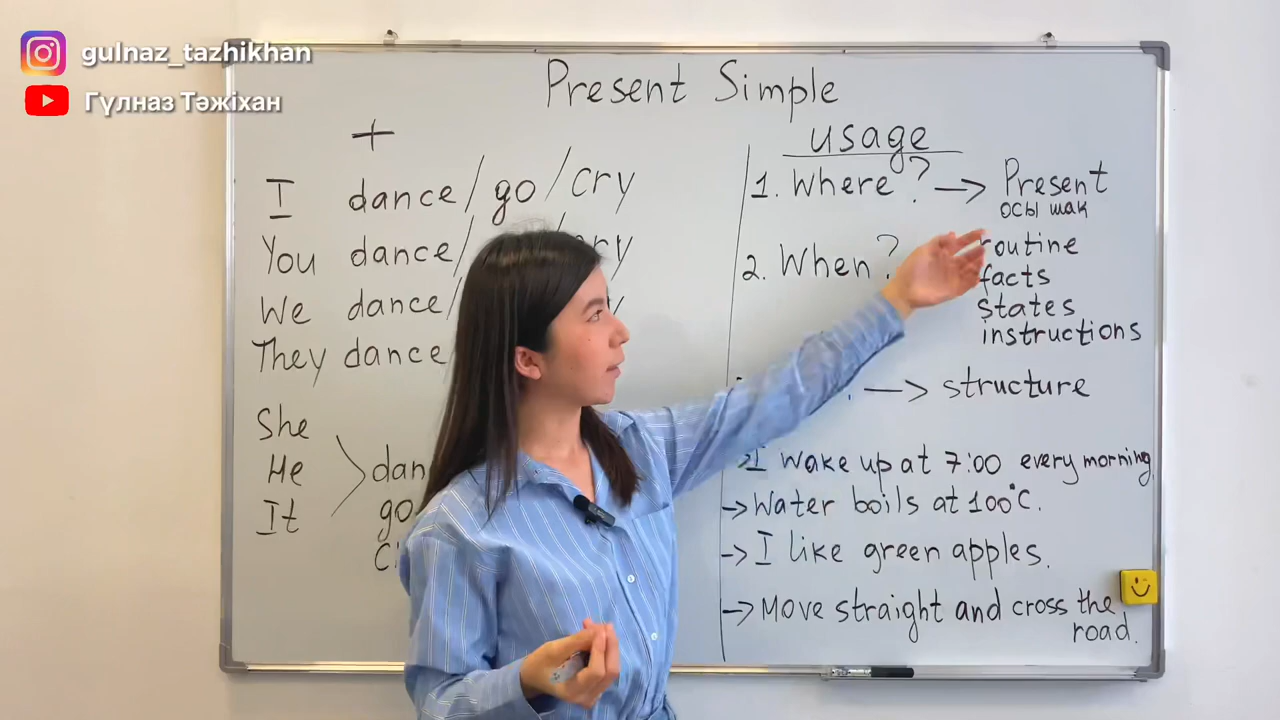 gulnaz_tazhikhan
Гүлназ Тәжіхан
Present Simple
+
I dance/go/cry
You dance/ cry
We dance
They dance
She
He
It
usage
1. Where? → Present
осы шақ
2. When?
routine
facts
states
instructions
→ structure
→ I wake up at 7:00 every morning.
→ Water boils at 100°C.
→ I like green apples.
→ Move straight and cross the
road.